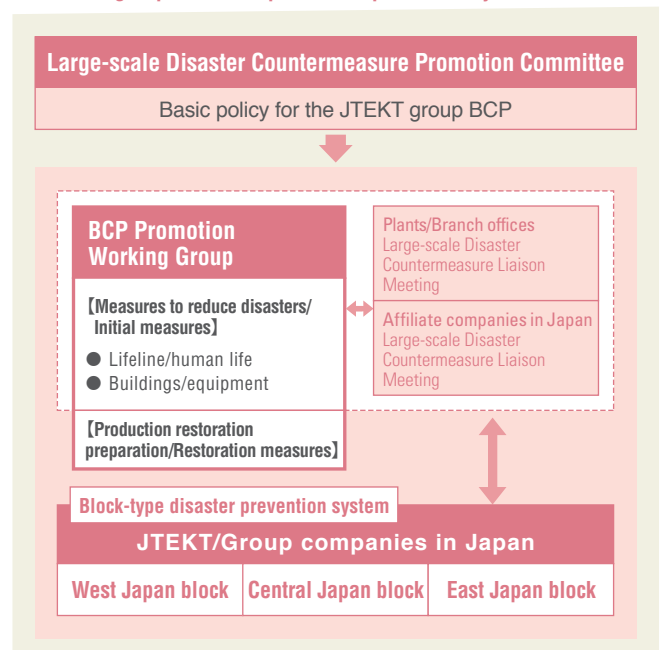 Large-scale Disaster Countermeasure Promotion Committee
Basic policy for the JTEKT group BCP
BCP Promotion
Working Group
【Measures to reduce disasters/
Initial measures】
● Lifeline/human life
● Buildings/equipment
【Production restoration
preparation/Restoration measures】
Plants/Branch offices
Large-scale Disaster
Countermeasure Liaison
Meeting
Affiliate companies in Japan
Large-scale Disaster
Countermeasure Liaison
Meeting
Block-type disaster prevention system
JTEKT/Group companies in Japan
West Japan block
Central Japan block
East Japan block